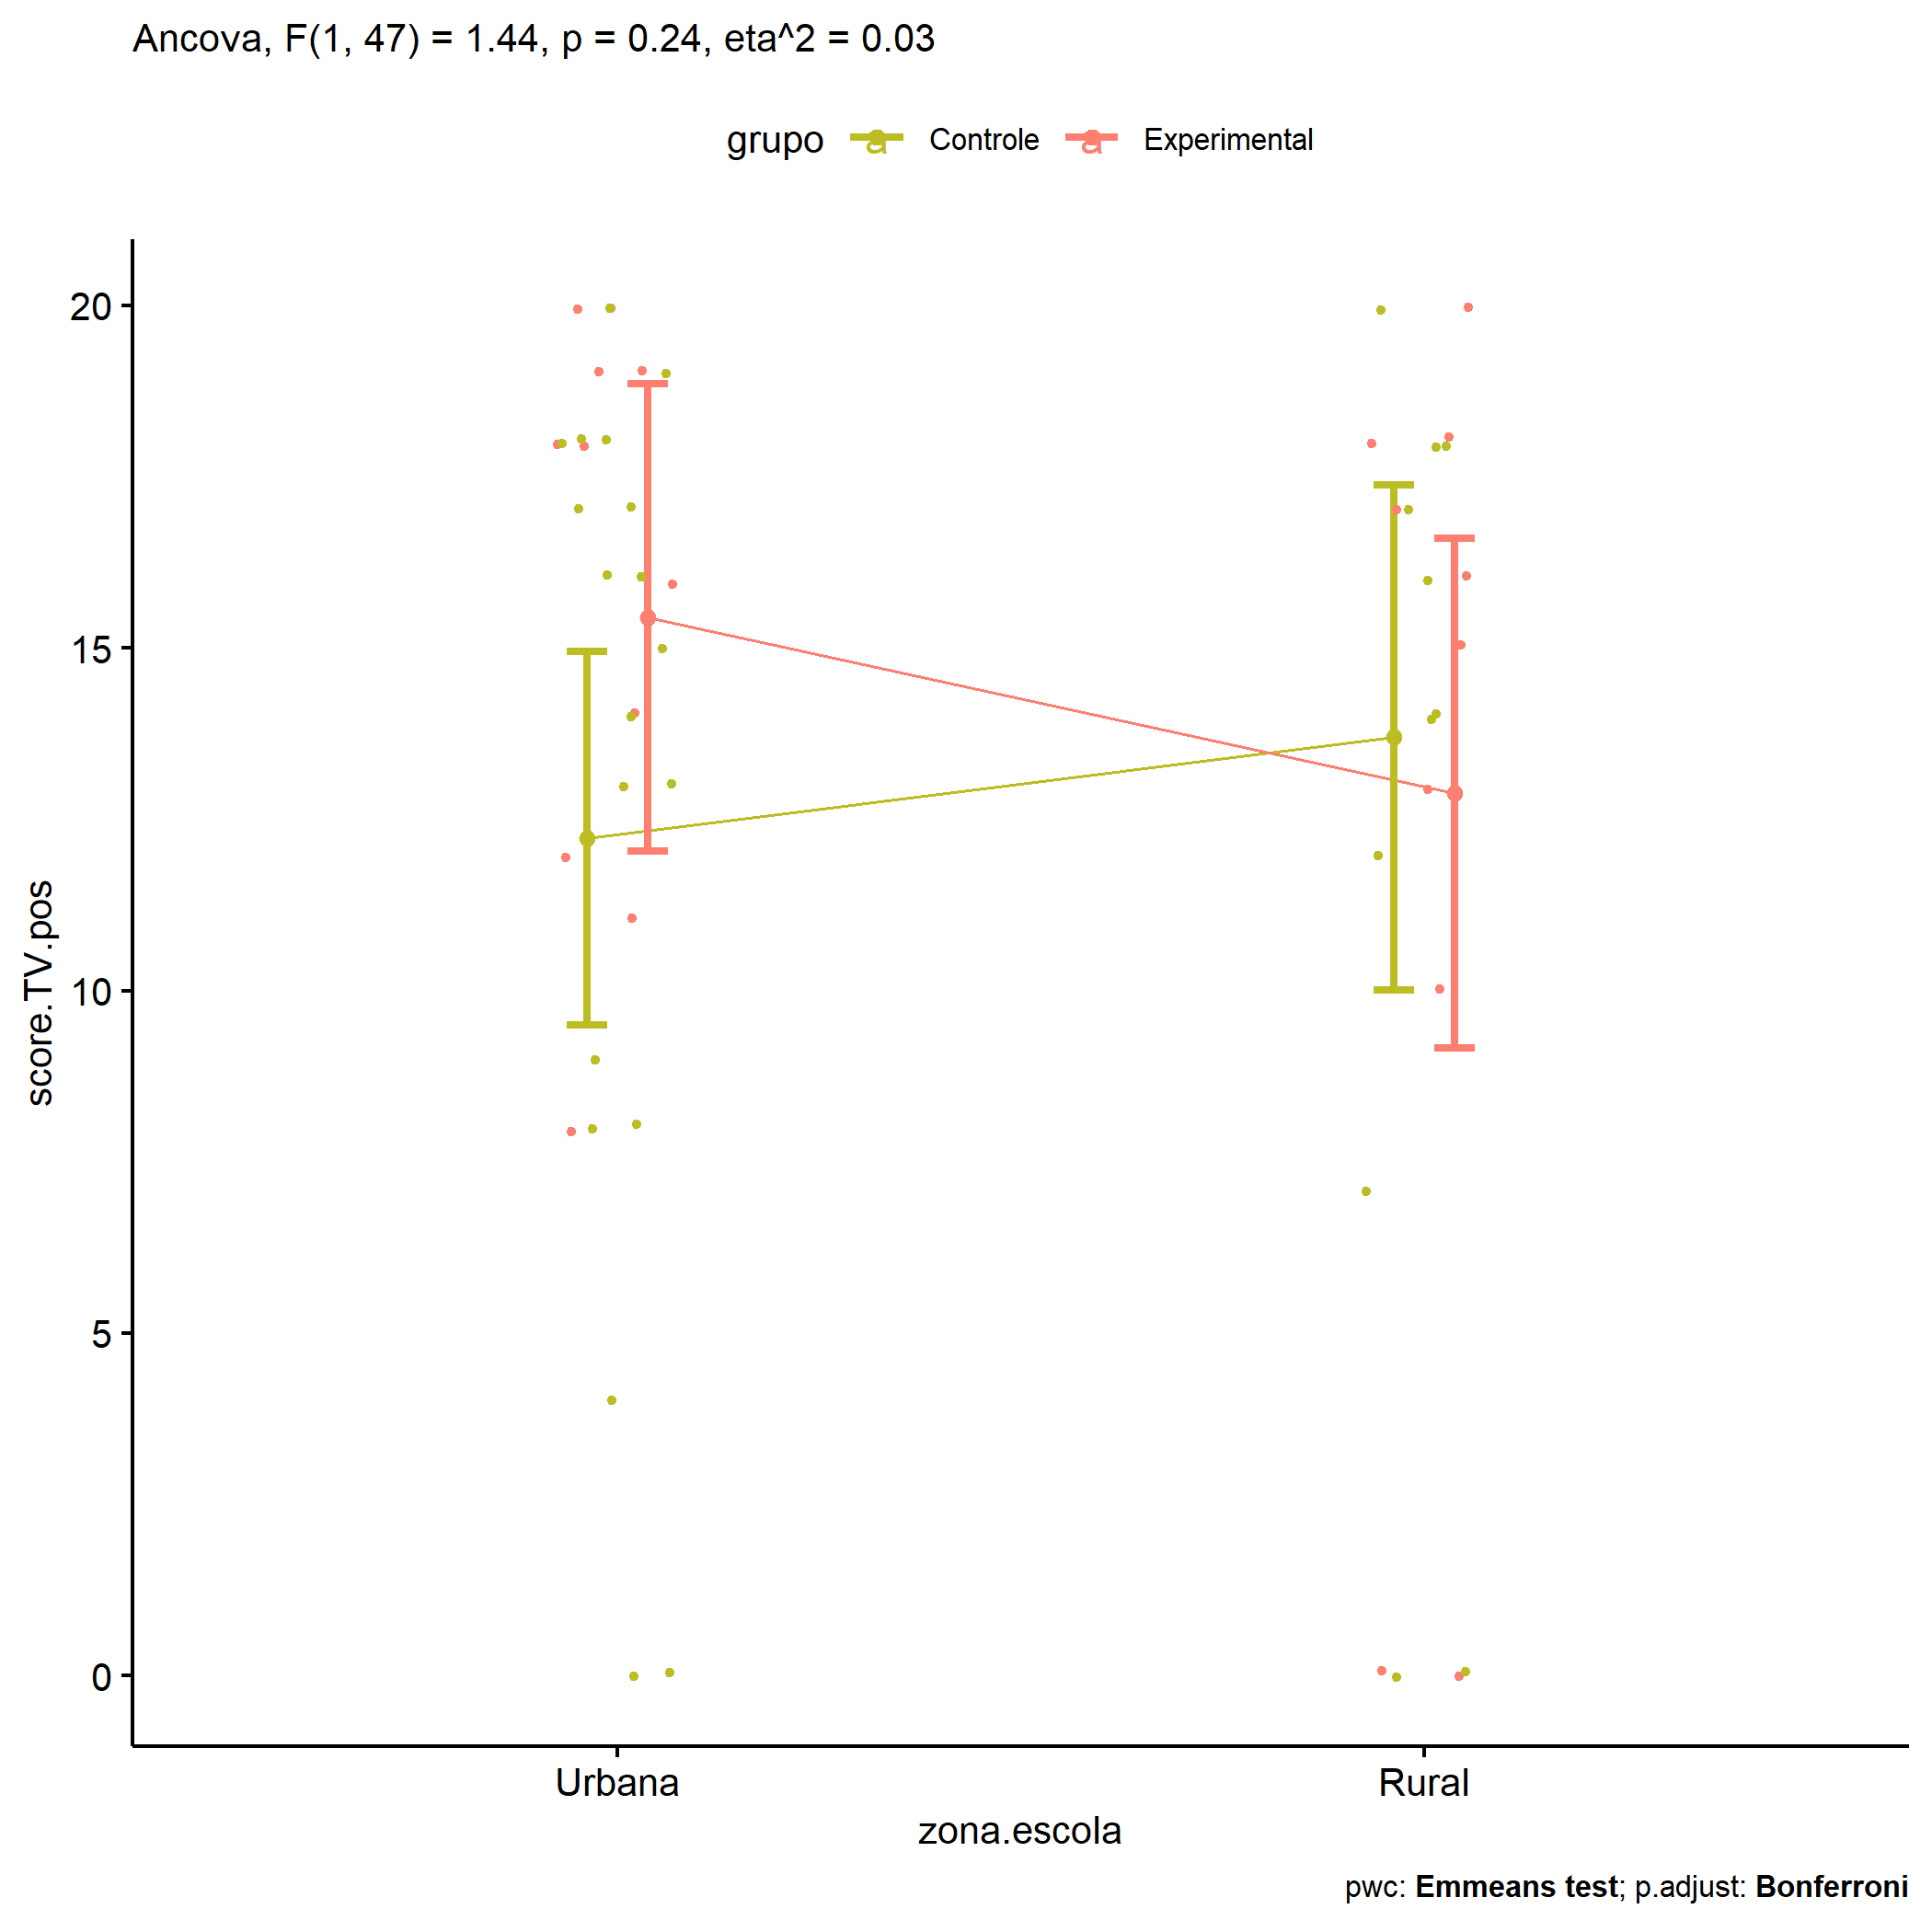 Ancova, F(1, 47) = 1.44, p = 0.24, eta^2 = 0.03
grupo a Controle a Experimental
20
15
10
5
0
score.TV.pos
Urbana Rural
zona.escola
pwc: Emmeans test; p.adjust: Bonferroni